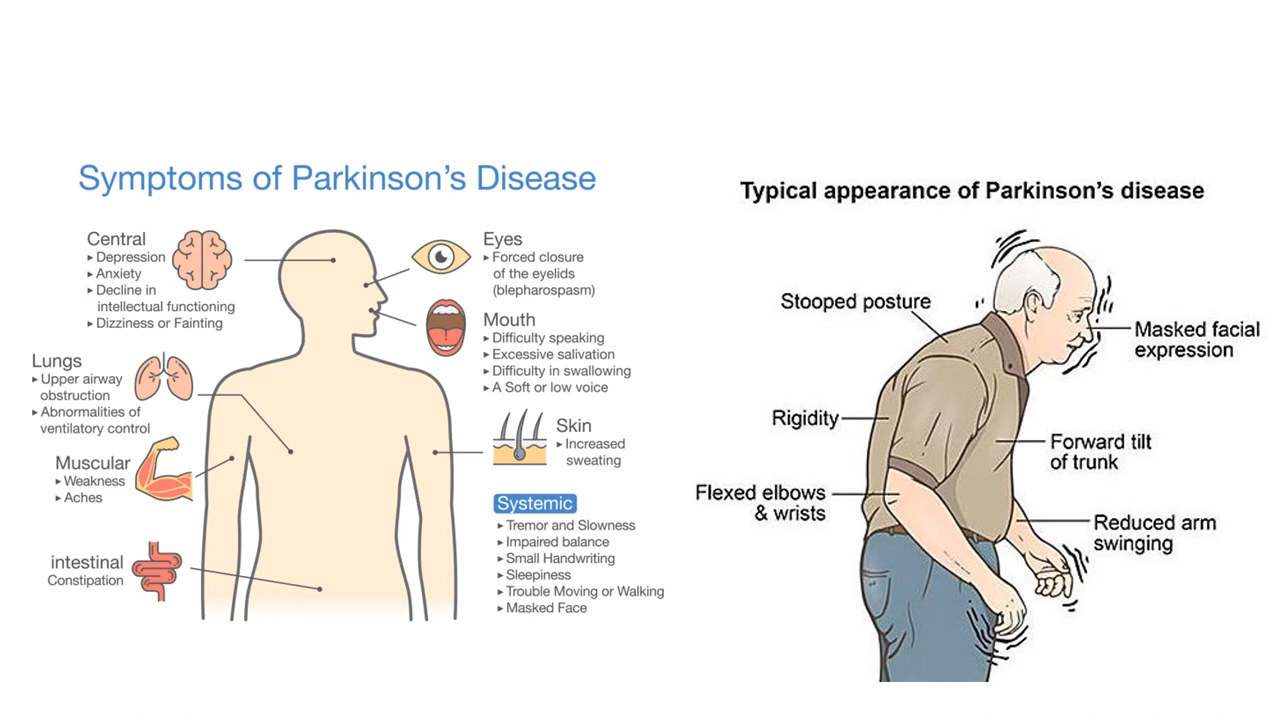 Symptoms of Parkinson's Disease
Central
▸ Depression
▸ Anxiety
▸ Decline in
intellectual functioning
▸ Dizziness or Fainting
Lungs
▸ Upper airway
obstruction
▸ Abnormalities of
ventilatory control
Muscular
▸ Weakness
▸ Aches
intestinal
Constipation
Eyes
▸ Forced closure
of the eyelids
(blepharospasm)
Mouth
▸ Difficulty speaking
▸ Excessive salivation
▸ Difficulty in swallowing
▸ A Soft or low voice
Skin
▸ Increased
sweating
Systemic
▸ Tremor and Slowness
▸ Impaired balance
▸ Small Handwriting
▸ Sleepiness
▸ Trouble Moving or Walking
▸ Masked Face
Typical appearance of Parkinson's disease
Stooped posture
Masked facial
expression
Rigidity
Forward tilt
of trunk
Flexed elbows
& wrists
Reduced arm
swinging